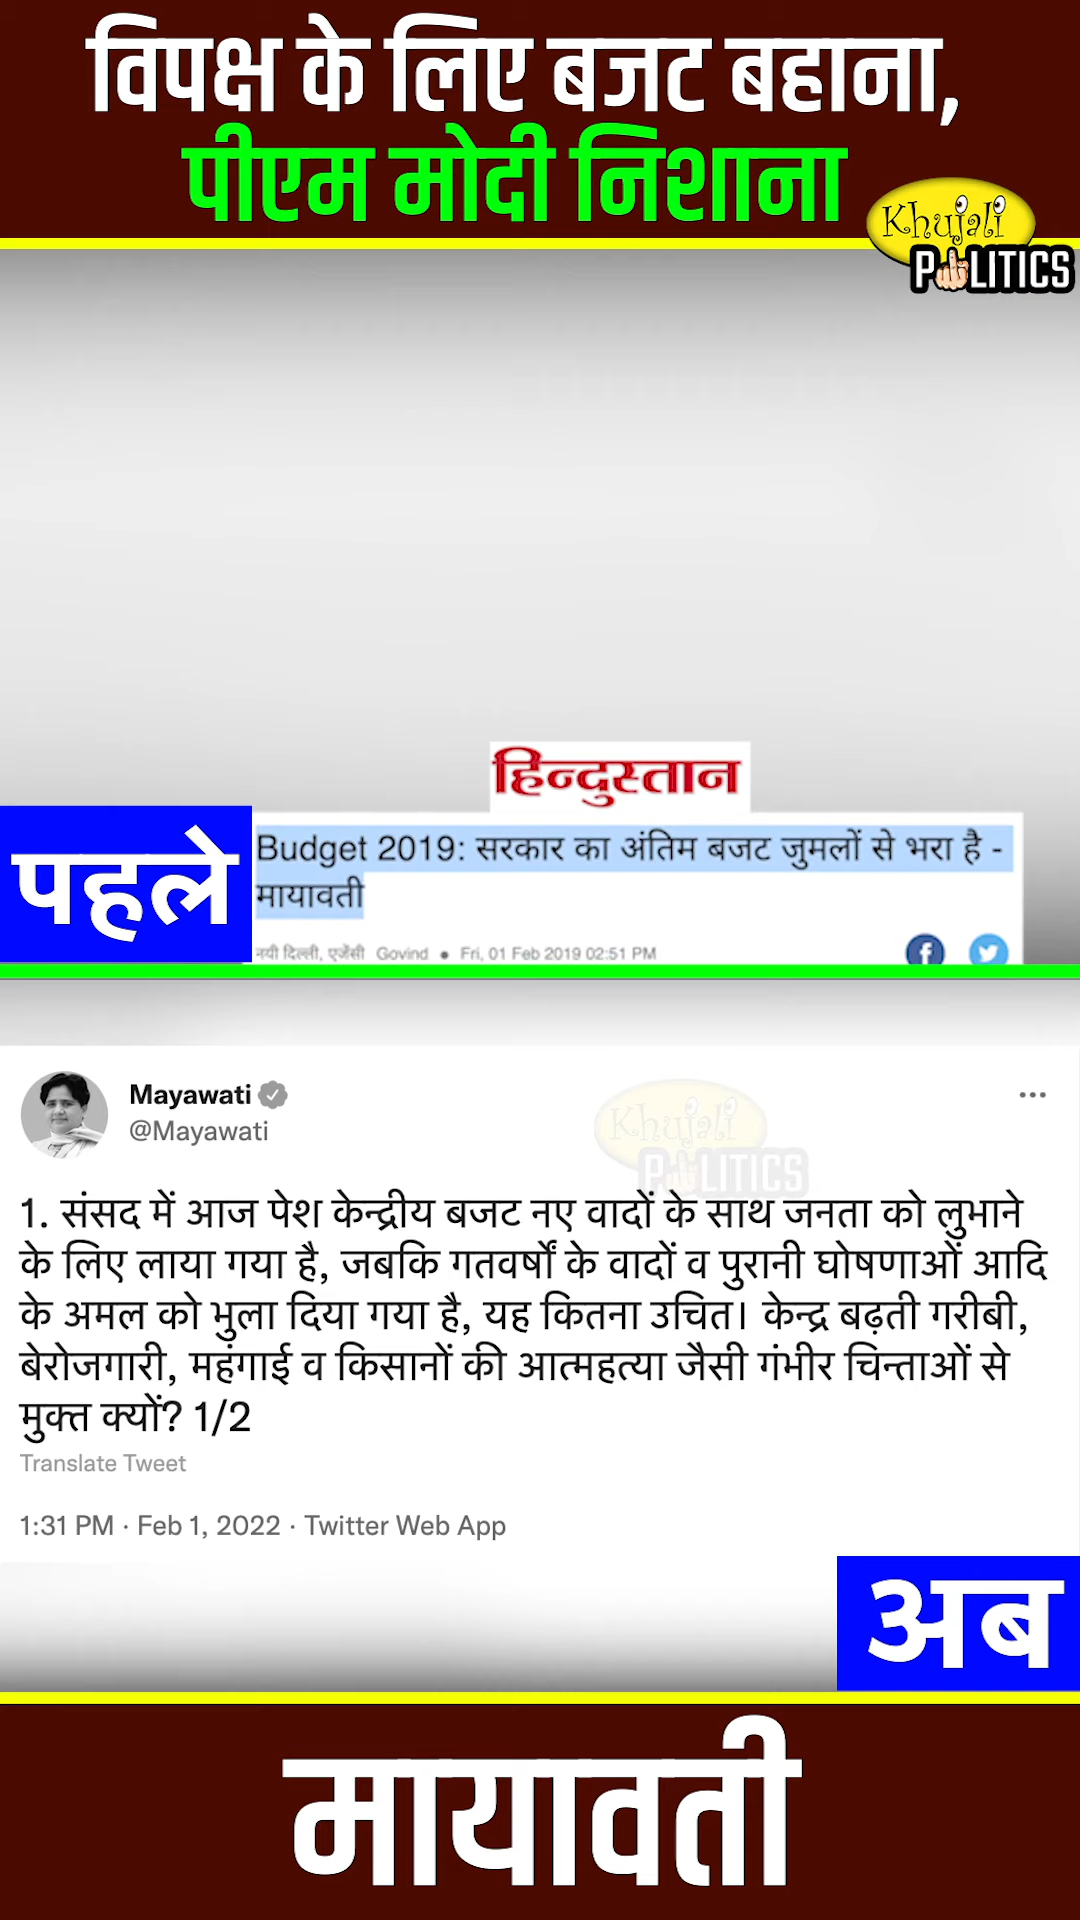 विपक्ष के लिए बजट बहाना,
पीएम मोदी निशाना
Khujali
POLITICS
हिन्दुस्तान
पहले
Budget 2019: सरकार का अंतिम बजट जुमलों से भरा है -
मायावती
नयी दिल्ली, एजेंसी Govind ● Fri, 01 Feb 2019 02:51 PM
Mayawati
@Mayawati
Khujali
POLITICS
1. संसद में आज पेश केन्द्रीय बजट नए वादों के साथ जनता को लुभाने
के लिए लाया गया है, जबकि गतवर्षों के वादों व पुरानी घोषणाओं आदि
के अमल को भुला दिया गया है, यह कितना उचित। केन्द्र बढ़ती गरीबी,
बेरोजगारी, महंगाई व किसानों की आत्महत्या जैसी गंभीर चिन्ताओं से
मुक्त क्यों? 1/2
Translate Tweet
1:31 PM · Feb 1, 2022 · Twitter Web App
अब
मायावती